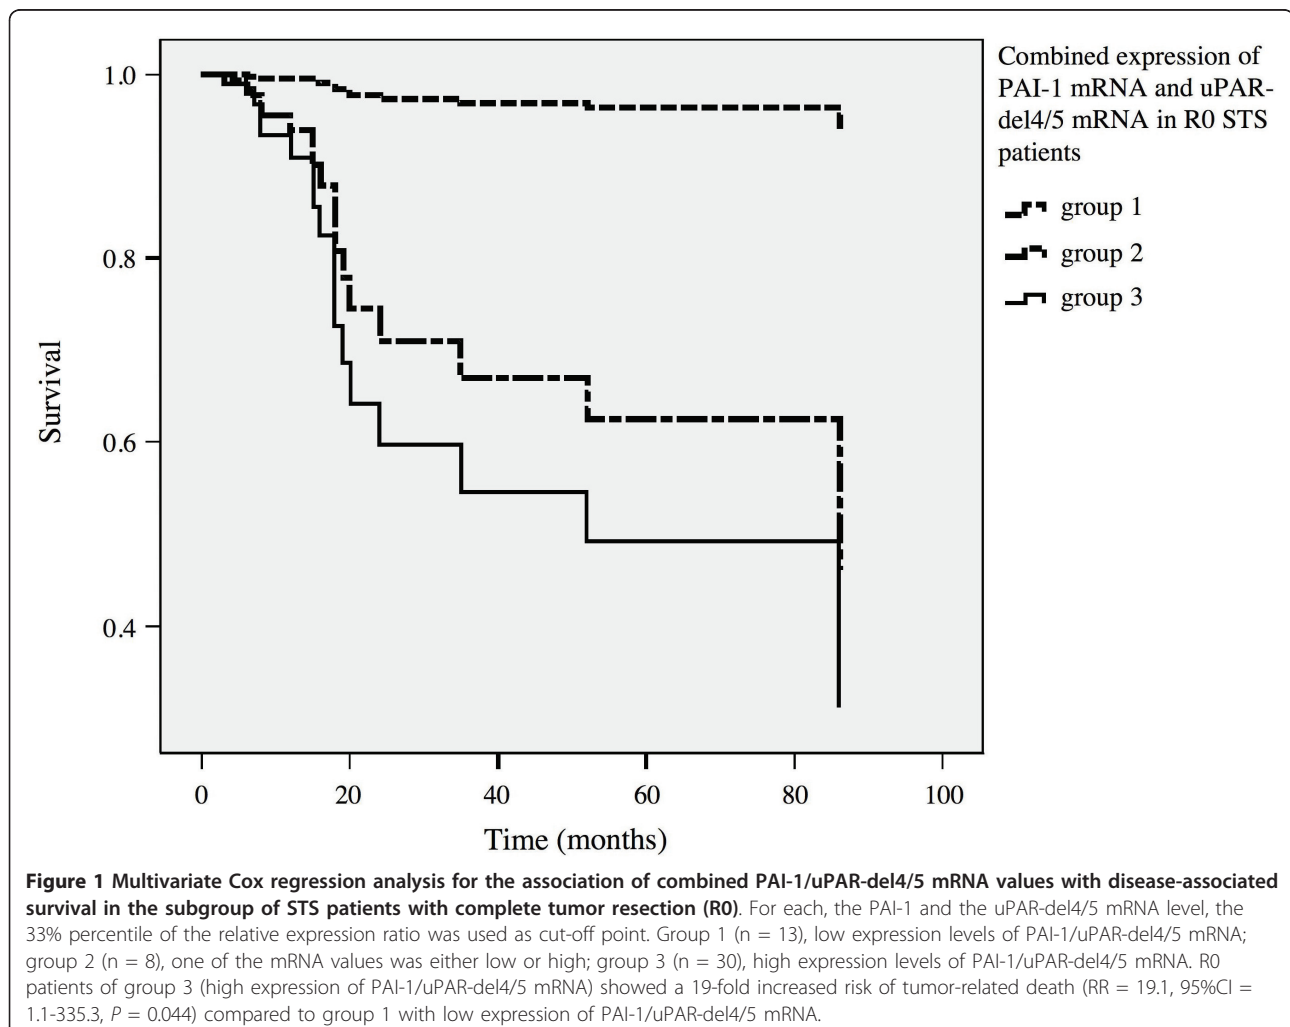 Combined expression of
PAI-1 mRNA and uPAR-
del4/5 mRNA in R0 STS
patients
group 1
group 2
group 3
1.0
0.8
0.6
0.4
Survival
0
20
40
60
80
100
Time (months)
Figure 1 Multivariate Cox regression analysis for the association of combined PAI-1/uPAR-del4/5 mRNA values with disease-associated
survival in the subgroup of STS patients with complete tumor resection (R0). For each, the PAI-1 and the uPAR-del4/5 mRNA level, the
33% percentile of the relative expression ratio was used as cut-off point. Group 1 (n = 13), low expression levels of PAI-1/uPAR-del4/5 mRNA;
group 2 (n = 8), one of the mRNA values was either low or high; group 3 (n = 30), high expression levels of PAI-1/uPAR-del4/5 mRNA. R0
patients of group 3 (high expression of PAI-1/uPAR-del4/5 mRNA) showed a 19-fold increased risk of tumor-related death (RR = 19.1, 95%CI =
1.1-335.3, P = 0.044) compared to group 1 with low expression of PAI-1/uPAR-del4/5 mRNA.